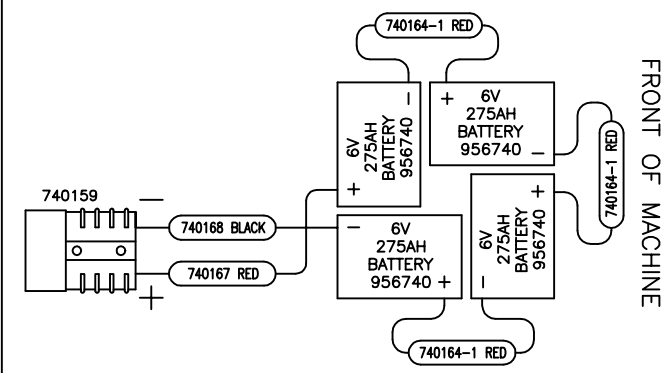 740164-1 RED
FRONT OF MACHINE
−
6V
275AH
BATTERY
956740
+
+
6V
275AH
BATTERY
956740
−
740164-1 RED
740159
−
740168 BLACK
740167 RED
+
−
6V
275AH
BATTERY
956740
+
+
6V
275AH
BATTERY
956740
−
740164-1 RED